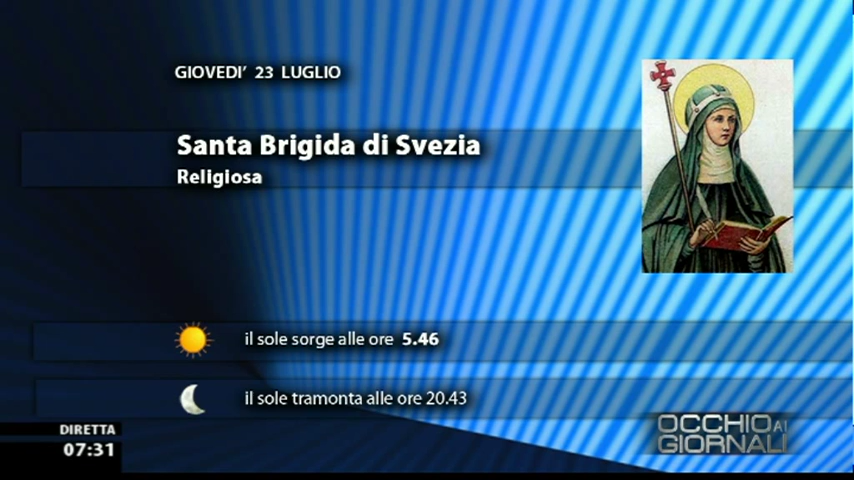 GIOVEDI' 23 LUGLIO
Santa Brigida di Svezia
Religiosa
il sole sorge alle ore 5.46
il sole tramonta alle ore 20.43
DIRETTA
07:31
OCCHIO AI
GIORNALI